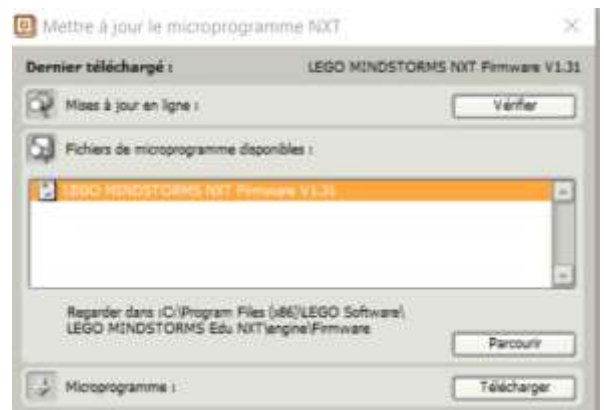 Mettre à jour le microprogramme NXT
Dernier téléchargé : LEGO MINDSTORMS NXT Firmware V1.31
Mises à jour en ligne : Vérifier
Fichiers de microprogramme disponibles :
LEGO MINDSTORMS NXT Firmware V1.31
Regarder dans :C:\Program Files (x86)\LEGO Software\
LEGO MINDSTORMS Edu NXT\engine\Firmware
Parcourir
Microprogramme : Télécharger